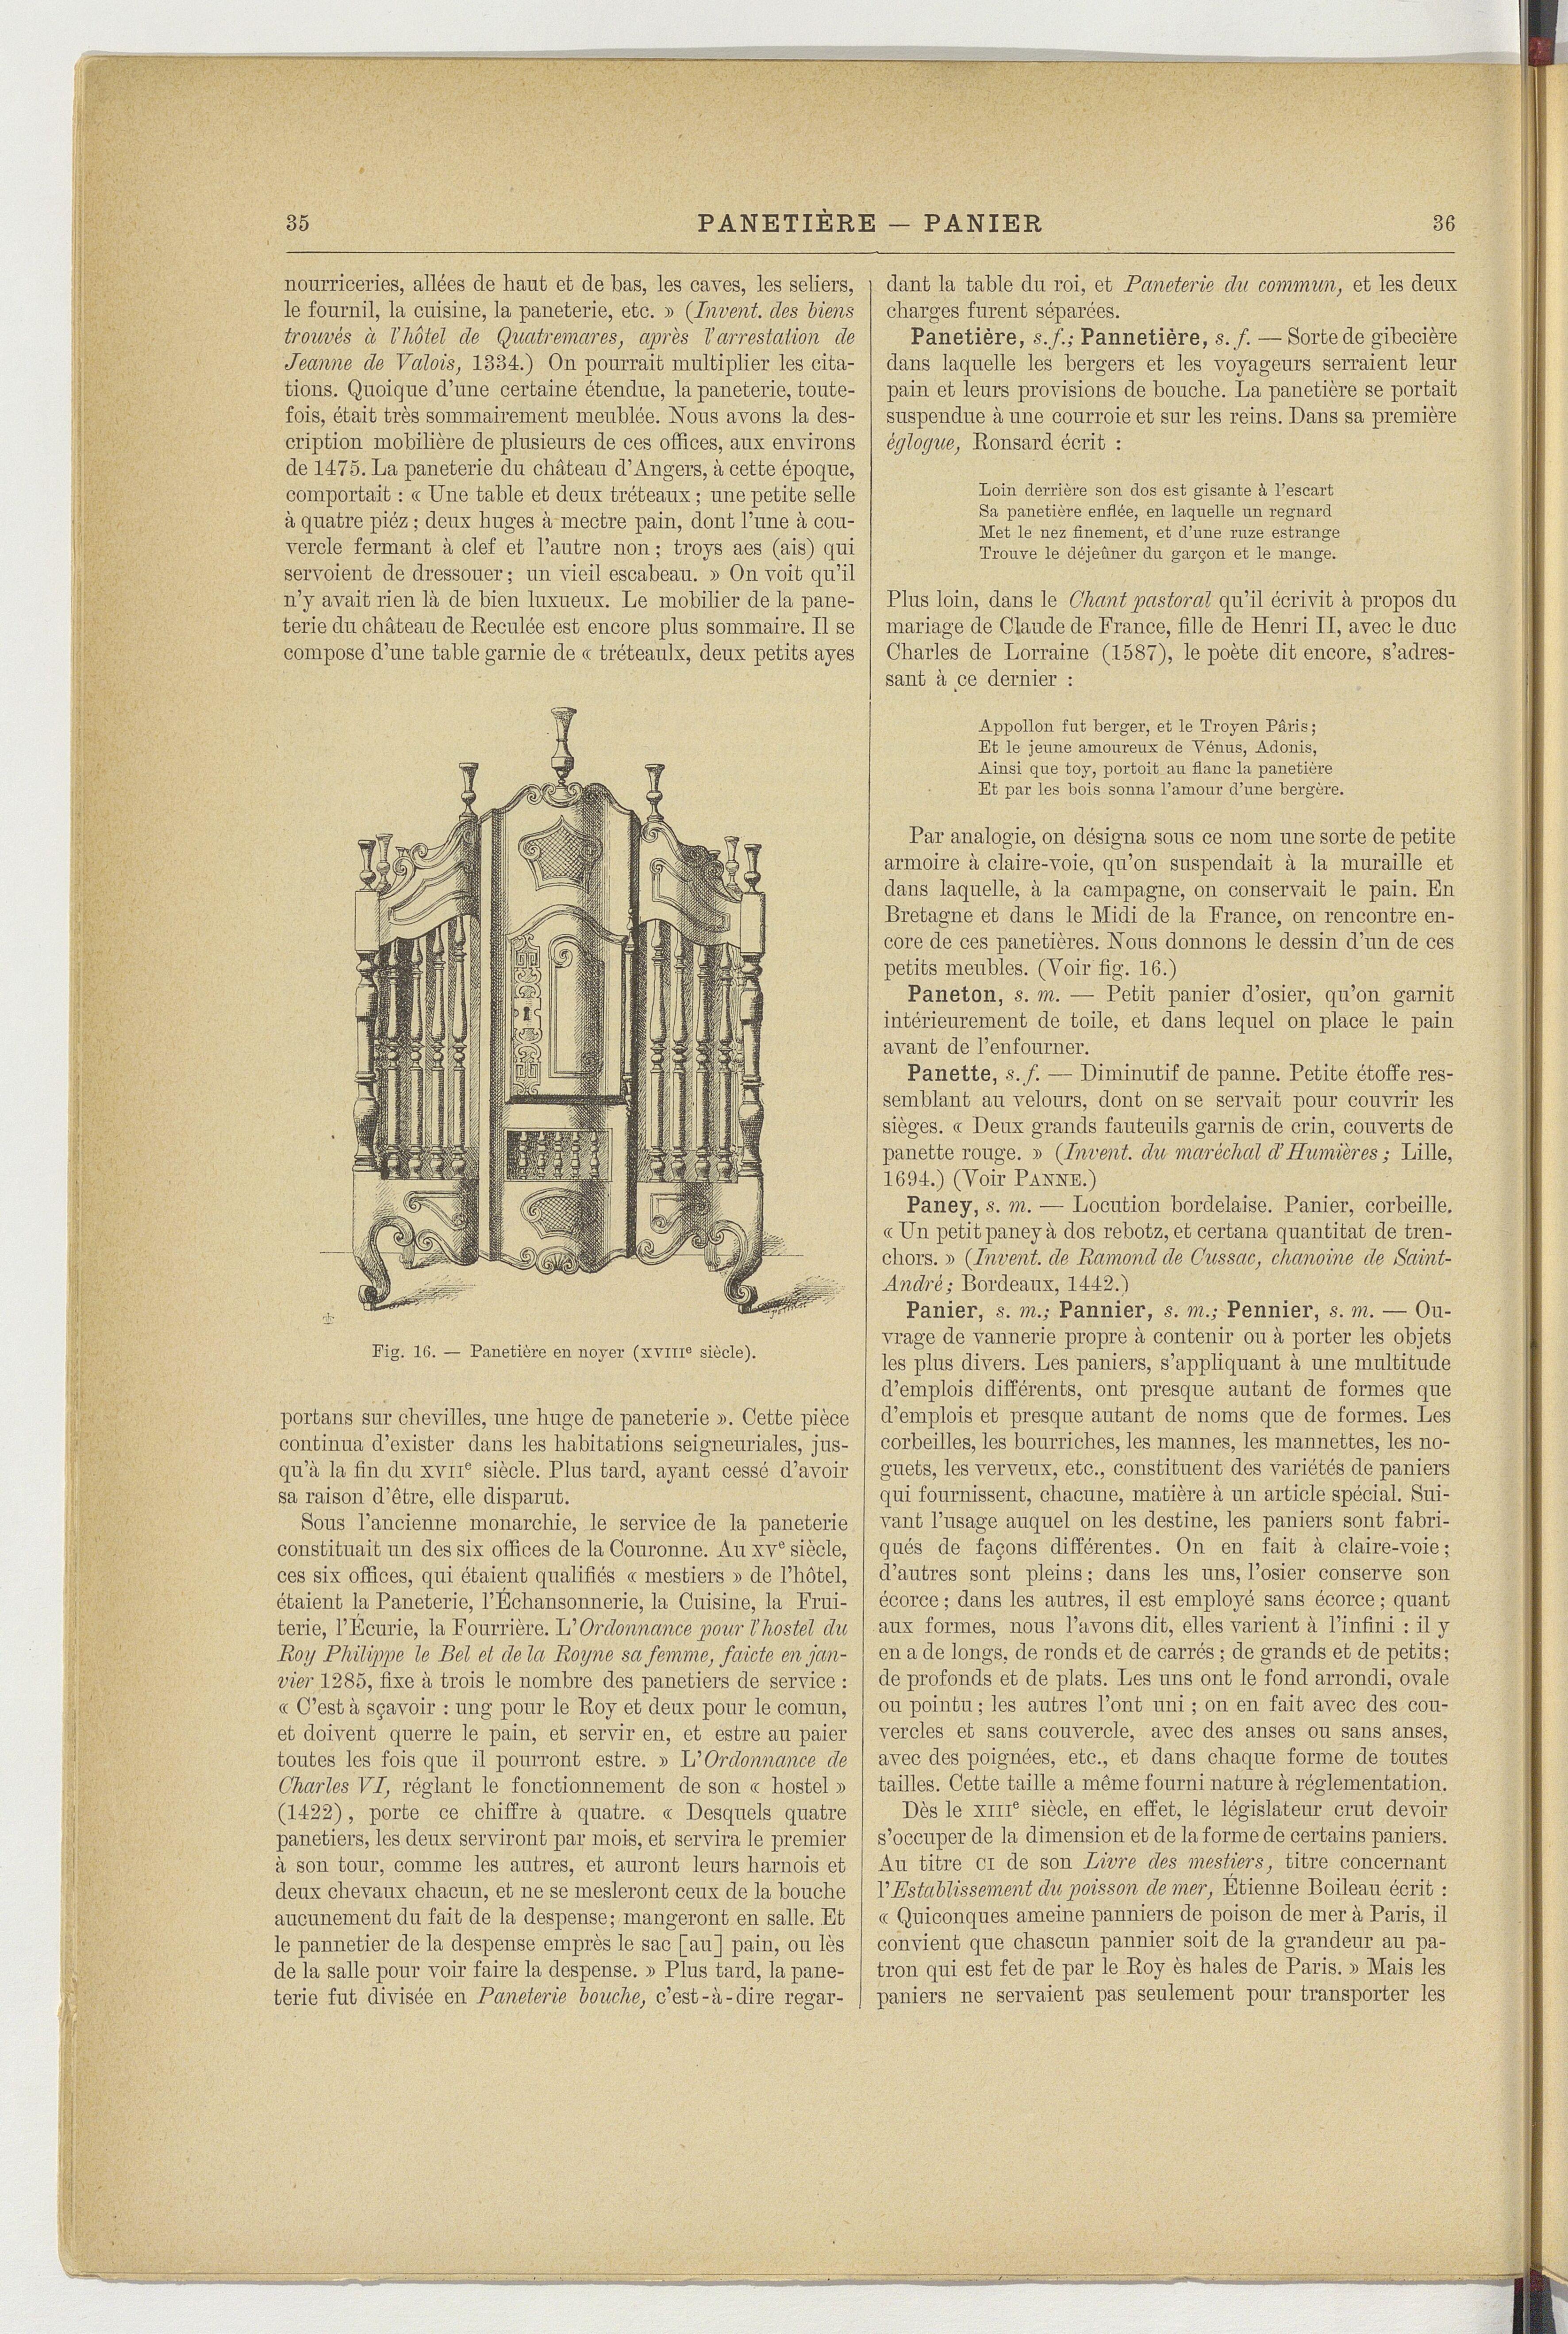 35
PANETIÈRE — PANIER
36
nourriceries, allées de haut et de bas, les caves, les seliers,
le fournil, la cuisine, la paneterie, etc. » (Invent. des biens
trouvés à l'hôtel de Quatremares, après l'arrestation de
Jeanne de Valois, 1334.) On pourrait multiplier les cita-
tions. Quoique d'une certaine étendue, la paneterie, toute-
fois, était très sommairement meublée. Nous avons la des-
cription mobilière de plusieurs de ces offices, aux environs
de 1475. La paneterie du château d'Angers, à cette époque,
comportait : « Une table et deux tréteaux ; une petite selle
à quatre piéz ; deux huges à mectre pain, dont l'une à cou-
vercle fermant à clef et l'autre non ; troys aes (ais) qui
servoient de dressouer ; un vieil escabeau. » On voit qu'il
n'y avait rien là de bien luxueux. Le mobilier de la pane-
terie du château de Reculée est encore plus sommaire. Il se
compose d'une table garnie de « tréteaulx, deux petits ayes
Fig. 16. — Panetière en noyer (XVIIIe siècle).
portans sur chevilles, une huge de paneterie ». Cette pièce
continua d'exister dans les habitations seigneuriales, jus-
qu'à la fin du XVIIe siècle. Plus tard, ayant cessé d'avoir
sa raison d'être, elle disparut.
Sous l'ancienne monarchie, le service de la paneterie
constituait un des six offices de la Couronne. Au XVe siècle,
ces six offices, qui étaient qualifiés « mestiers » de l'hôtel,
étaient la Paneterie, l'Échansonnerie, la Cuisine, la Frui-
terie, l'Écurie, la Fourrière. L'Ordonnance pour l'hostel du
Roy Philippe le Bel et de la Royne sa femme, faicte en jan-
vier 1285, fixe à trois le nombre des panetiers de service :
« C'est à sçavoir : ung pour le Roy et deux pour le comun,
et doivent querre le pain, et servir en, et estre au paier
toutes les fois que il pourront estre. » L'Ordonnance de
Charles VI, réglant le fonctionnement de son « hostel »
(1422), porte ce chiffre à quatre. « Desquels quatre
panetiers, les deux serviront par mois, et servira le premier
à son tour, comme les autres, et auront leurs harnois et
deux chevaux chacun, et ne se mesleront ceux de la bouche
aucunement du fait de la despense; mangeront en salle. Et
le pannetier de la despense emprès le sac [au] pain, ou lès
de la salle pour voir faire la despense. » Plus tard, la pane-
terie fut divisée en Paneterie bouche, c'est-à-dire regar-
dant la table du roi, et Paneterie du commun, et les deux
charges furent séparées.
Panetière, s. f.; Pannetière, s. f. — Sorte de gibecière
dans laquelle les bergers et les voyageurs serraient leur
pain et leurs provisions de bouche. La panetière se portait
suspendue à une courroie et sur les reins. Dans sa première
églogue, Ronsard écrit :
Loin derrière son dos est gisante à l'escart
Sa panetière enflée, en laquelle un regnard
Met le nez finement, et d'une ruze estrange
Trouve le déjeûner du garçon et le mange.
Plus loin, dans le Chant pastoral qu'il écrivit à propos du
mariage de Claude de France, fille de Henri II, avec le duc
Charles de Lorraine (1587), le poète dit encore, s'adres-
sant à ce dernier :
Appollon fut berger, et le Troyen Pâris ;
Et le jeune amoureux de Vénus, Adonis,
Ainsi que toy, portoit au flanc la panetière
Et par les bois sonna l'amour d'une bergère.
Par analogie, on désigna sous ce nom une sorte de petite
armoire à claire-voie, qu'on suspendait à la muraille et
dans laquelle, à la campagne, on conservait le pain. En
Bretagne et dans le Midi de la France, on rencontre en-
core de ces panetières. Nous donnons le dessin d'un de ces
petits meubles. (Voir fig. 16.)
Paneton, s. m. — Petit panier d'osier, qu'on garnit
intérieurement de toile, et dans lequel on place le pain
avant de l'enfourner.
Panette, s. f. — Diminutif de panne. Petite étoffe res-
semblant au velours, dont on se servait pour couvrir les
sièges. « Deux grands fauteuils garnis de crin, couverts de
panette rouge. » (Invent. du maréchal d'Humières ; Lille,
1694.) (Voir PANNE.)
Paney, s. m. — Locution bordelaise. Panier, corbeille.
« Un petit paney à dos rebotz, et certana quantitat de tren-
chors. » (Invent. de Ramond de Cussac, chanoine de Saint-
André ; Bordeaux, 1442.)
Panier, s. m.; Pannier, s. m.; Pennier, s. m. — Ou-
vrage de vannerie propre à contenir ou à porter les objets
les plus divers. Les paniers, s'appliquant à une multitude
d'emplois différents, ont presque autant de formes que
d'emplois et presque autant de noms que de formes. Les
corbeilles, les bourriches, les mannes, les mannettes, les no-
guets, les verveux, etc., constituent des variétés de paniers
qui fournissent, chacune, matière à un article spécial. Sui-
vant l'usage auquel on les destine, les paniers sont fabri-
qués de façons différentes. On en fait à claire-voie ;
d'autres sont pleins ; dans les uns, l'osier conserve son
écorce ; dans les autres, il est employé sans écorce ; quant
aux formes, nous l'avons dit, elles varient à l'infini : il y
en a de longs, de ronds et de carrés ; de grands et de petits ;
de profonds et de plats. Les uns ont le fond arrondi, ovale
ou pointu ; les autres l'ont uni ; on en fait avec des cou-
vercles et sans couvercle, avec des anses ou sans anses,
avec des poignées, etc., et dans chaque forme de toutes
tailles. Cette taille a même fourni nature à réglementation.
Dès le XIIIe siècle, en effet, le législateur crut devoir
s'occuper de la dimension et de la forme de certains paniers.
Au titre CI de son Livre des mestiers, titre concernant
l'Establissement du poisson de mer, Étienne Boileau écrit :
« Quiconques ameine panniers de poison de mer à Paris, il
convient que chascun pannier soit de la grandeur au pa-
tron qui est fet de par le Roy ès hales de Paris. » Mais les
paniers ne servaient pas seulement pour transporter les